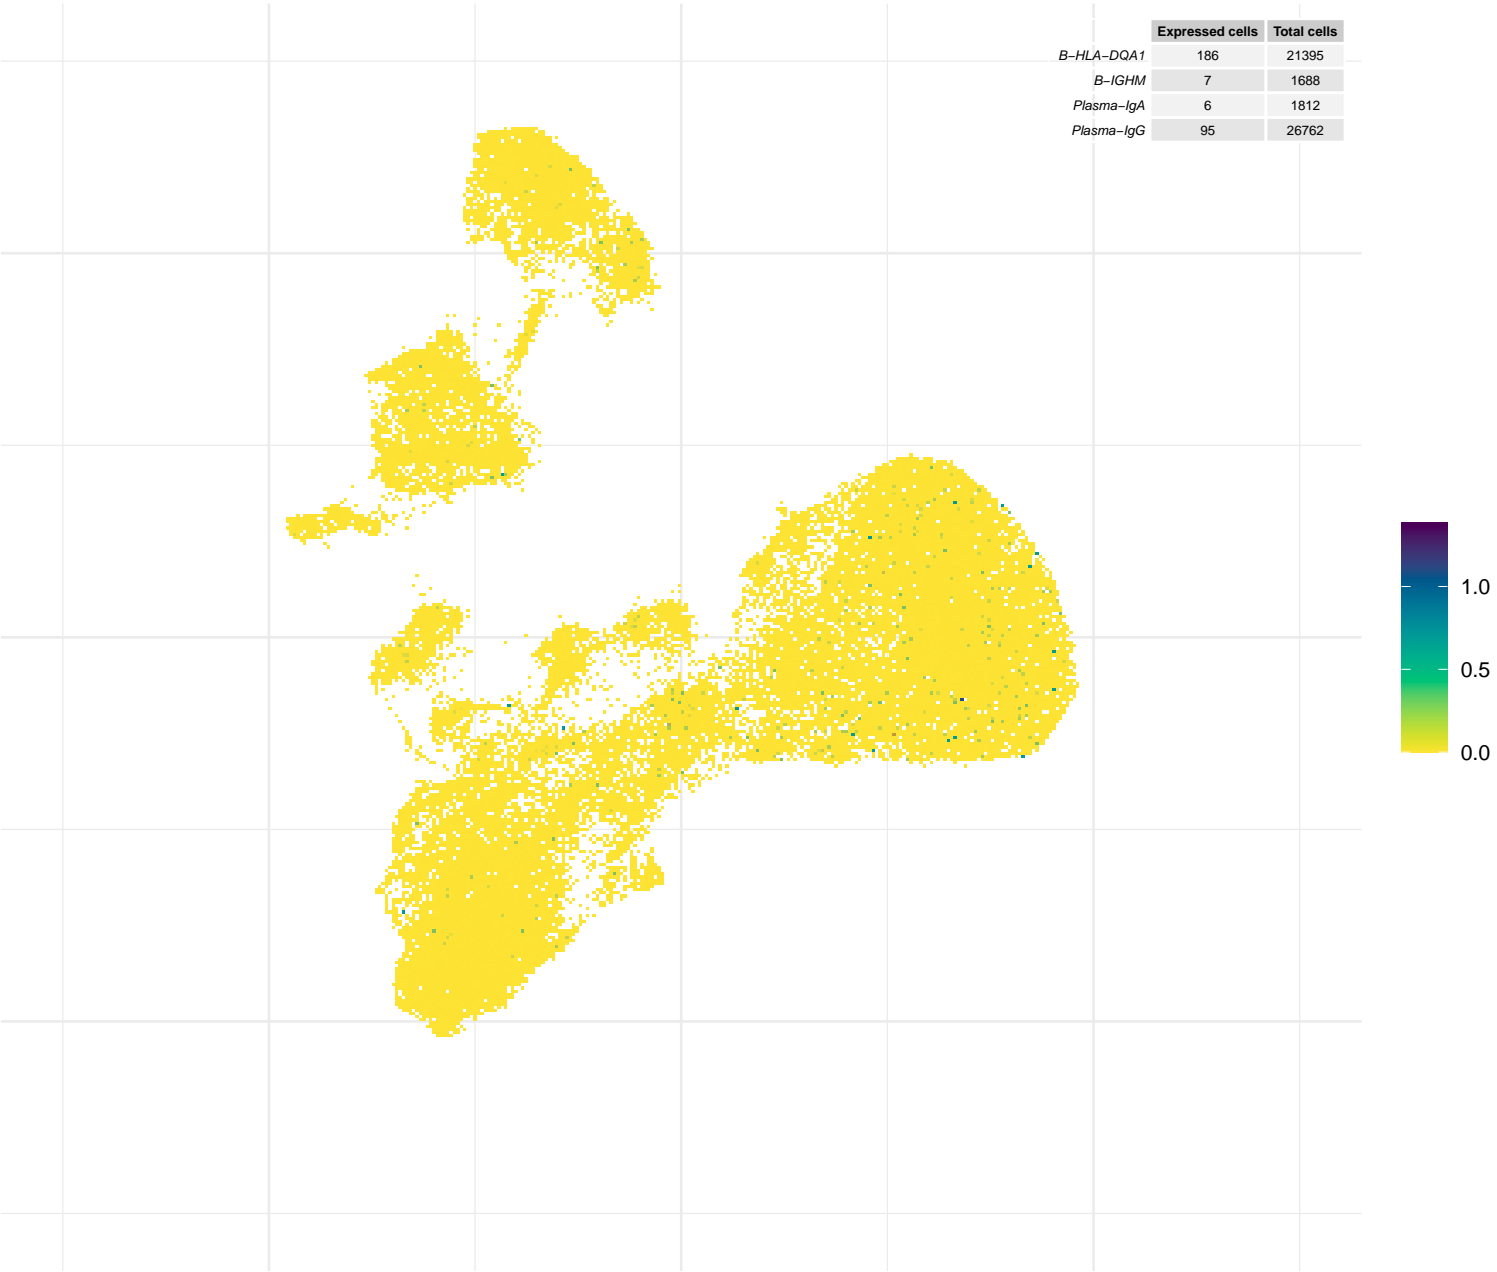 Expressed cells Total cells
B−HLA−DQA1 186 21395
B−IGHM 7 1688
Plasma−IgA 6 1812
Plasma−IgG 95 26762
1.0
0.5
0.0